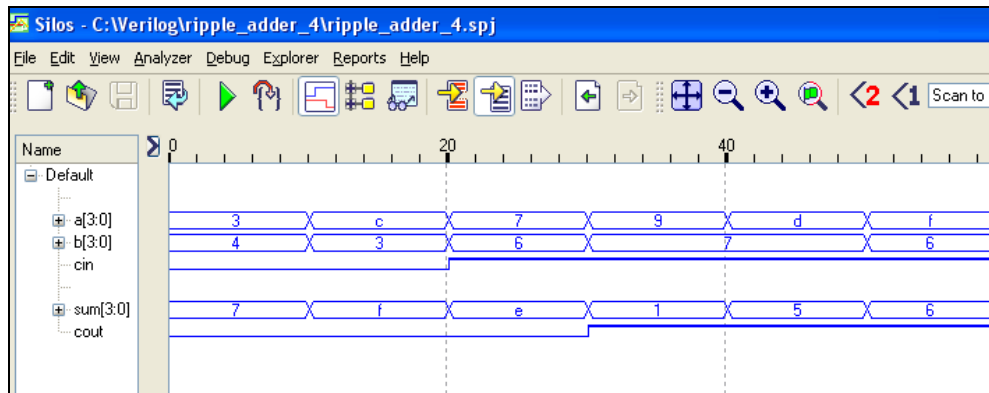 Silos - C:\Verilog\ripple_adder_4\ripple_adder_4.spj
File Edit View Analyzer Debug Explorer Reports Help
2 1 Scan to
Name Σ 0 20 40
Default
a[3:0] 3 c 7 9 d f
b[3:0] 4 3 6 7 6
cin
sum[3:0] 7 f e 1 5 6
cout